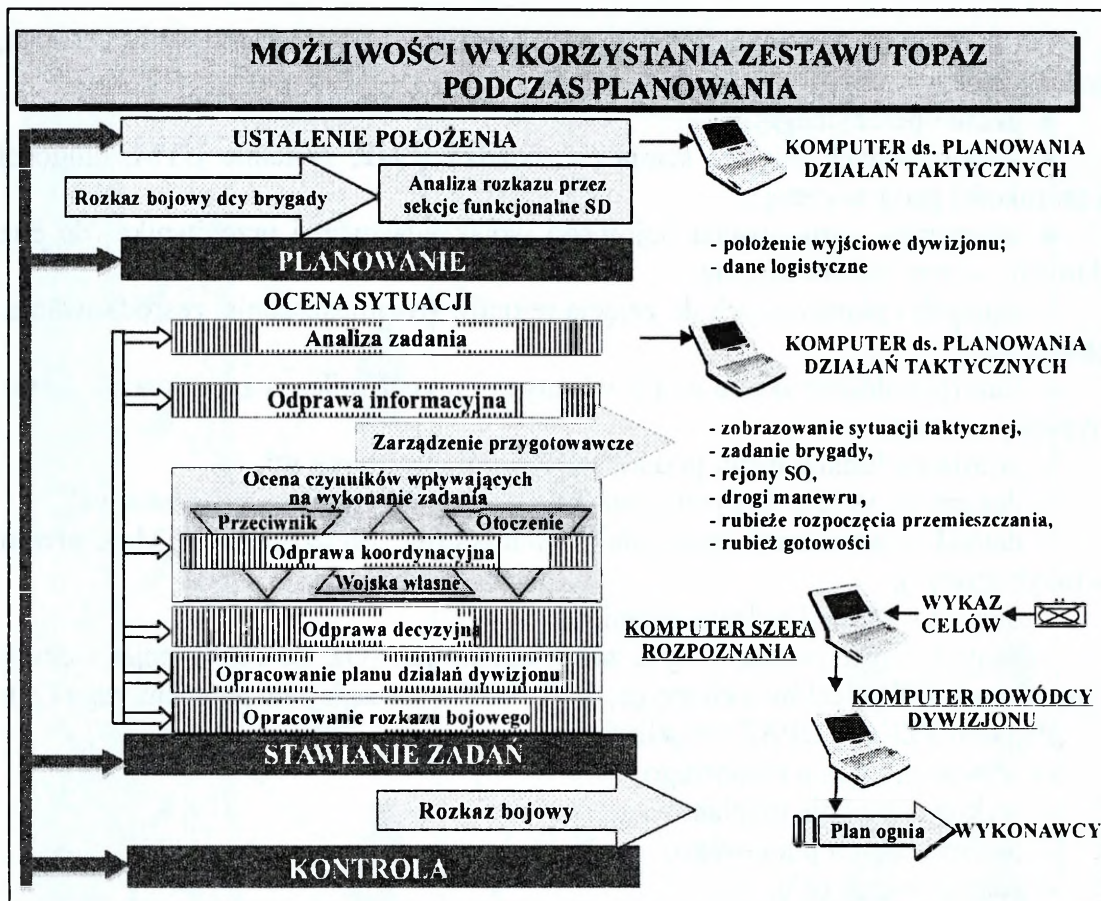 MOŻLIWOŚCI WYKORZYSTANIA ZESTAWU TOPAZ
PODCZAS PLANOWANIA
USTALENIE POŁOŻENIA
Rozkaz bojowy dcy brygady
Analiza rozkazu przez
sekcje funkcjonalne SD
KOMPUTER ds. PLANOWANIA
DZIAŁAŃ TAKTYCZNYCH
- położenie wyjściowe dywizjonu;
- dane logistyczne
PLANOWANIE
OCENA SYTUACJI
Analiza zadania
KOMPUTER ds. PLANOWANIA
DZIAŁAŃ TAKTYCZNYCH
Odprawa informacyjna
Zarządzenie przygotowawcze
- zobrazowanie sytuacji taktycznej,
- zadanie brygady,
- rejony SO,
- drogi manewru,
- rubieże rozpoczęcia przemieszczania,
- rubież gotowości
Ocena czynników wpływających
na wykonanie zadania
Przeciwnik
Otoczenie
Odprawa koordynacyjna
Wojska własne
Odprawa decyzyjna
Opracowanie planu działań dywizjonu
Opracowanie rozkazu bojowego
KOMPUTER SZEFA
ROZPOZNANIA
WYKAZ
CELÓW
KOMPUTER DOWÓDCY
DYWIZJONU
STAWIANIE ZADAŃ
Rozkaz bojowy
Plan ognia
WYKONAWCY
KONTROLA